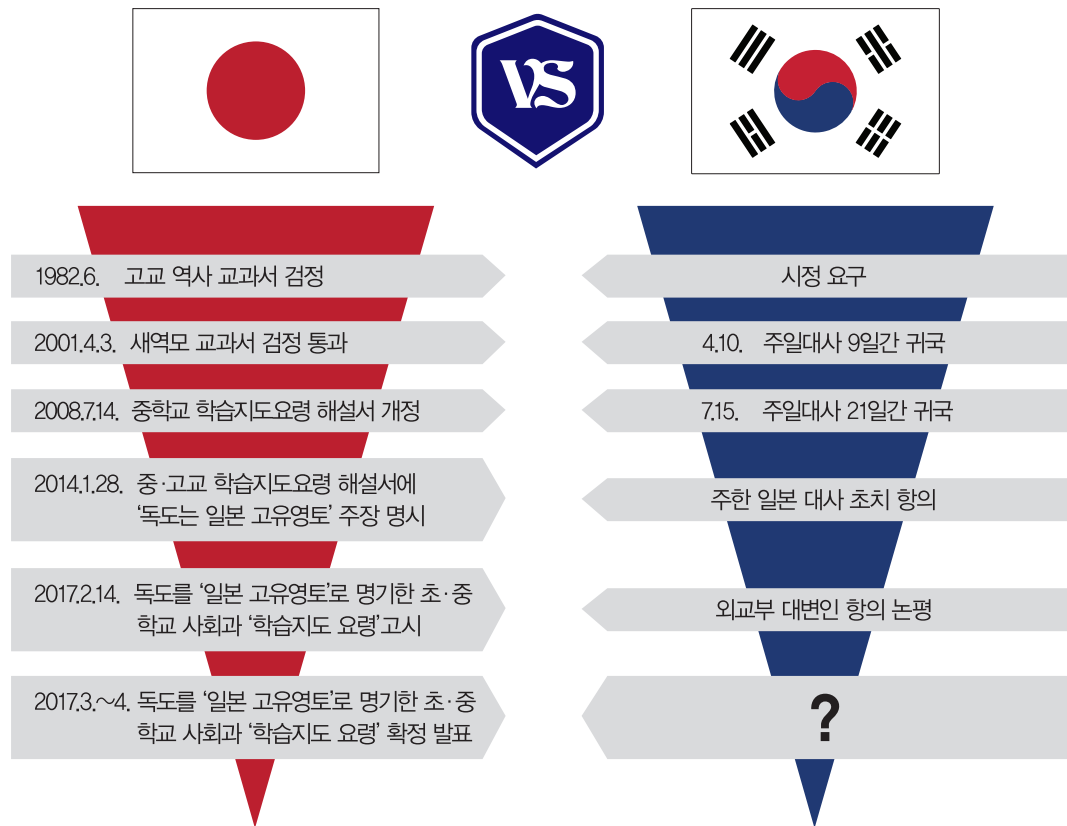 VS
1982.6. 고교 역사 교과서 검정
시정 요구
2001.4.3. 새역모 교과서 검정 통과
4.10. 주일대사 9일간 귀국
2008.7.14. 중학교 학습지도요령 해설서 개정
7.15. 주일대사 21일간 귀국
2014.1.28. 중·고교 학습지도요령 해설서에
‘독도는 일본 고유영토’ 주장 명시
주한 일본 대사 초치 항의
2017.2.14. 독도를 ‘일본 고유영토’로 명기한 초·중
학교 사회과 ‘학습지도 요령’고시
외교부 대변인 항의 논평
2017.3.~4. 독도를 ‘일본 고유영토’로 명기한 초·중
학교 사회과 ‘학습지도 요령’ 확정 발표
?